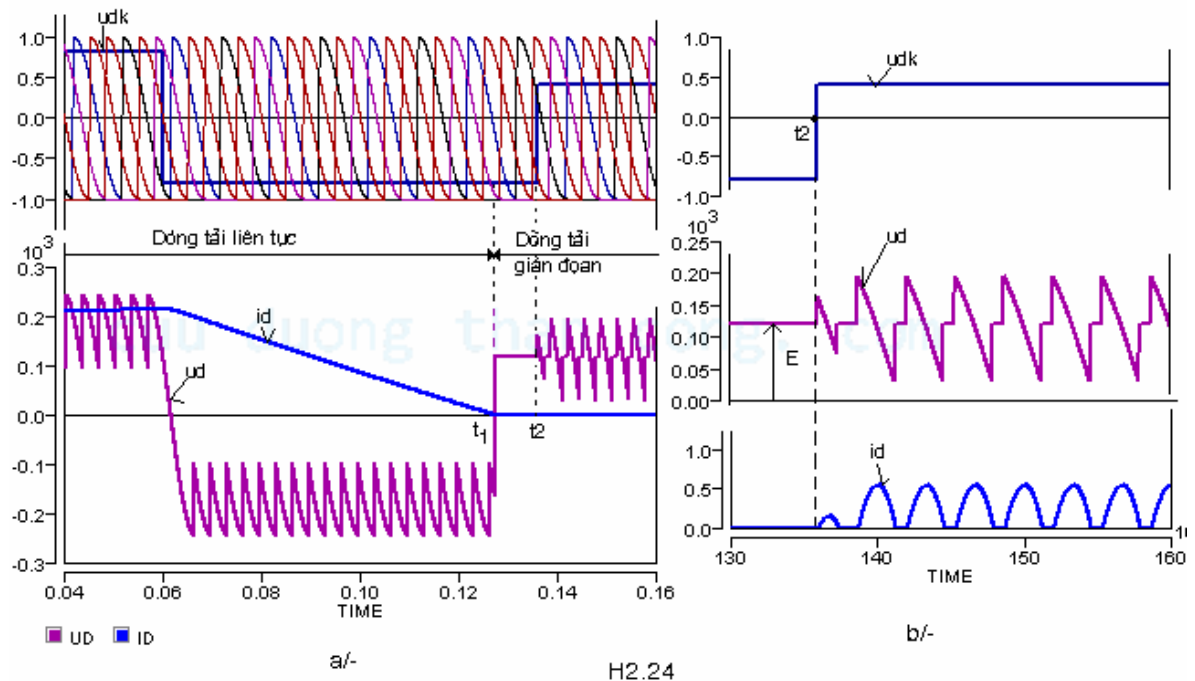 udk
1.0
0.5
0.0
-0.5
-1.0
Dòng tải liên tục
Dòng tải
gián đoạn
10³
0.3
0.2
0.1
0.0
-0.1
-0.2
-0.3
id
ud
t1
t2
0.04 0.06 0.08 0.10 0.12 0.14 0.16
TIME
UD ID
a/-
1.0
0.5
0.0
-0.5
-1.0
udk
t2
10³
0.25
0.20
0.15
0.10
0.05
0.00
ud
E
1.0
0.5
0.0
id
130 140 150 160
TIME
b/-
H2.24